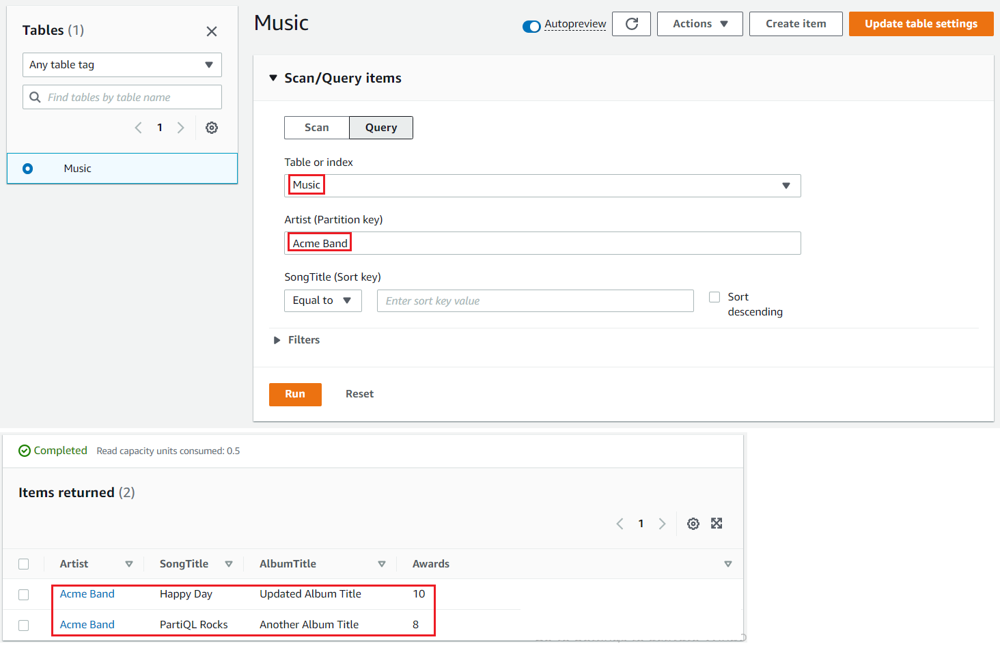 Tables (1)
Any table tag
Find tables by table name
1
Music
Music
Autopreview
Actions
Create item
Update table settings
Scan/Query items
Scan Query
Table or index
Music
Artist (Partition key)
Acme Band
SongTitle (Sort key)
Equal to
Enter sort key value
Sort
descending
Filters
Run Reset
Completed Read capacity units consumed: 0.5
Items returned (2)
1
Artist SongTitle AlbumTitle Awards
Acme Band Happy Day Updated Album Title 10
Acme Band PartiQL Rocks Another Album Title 8